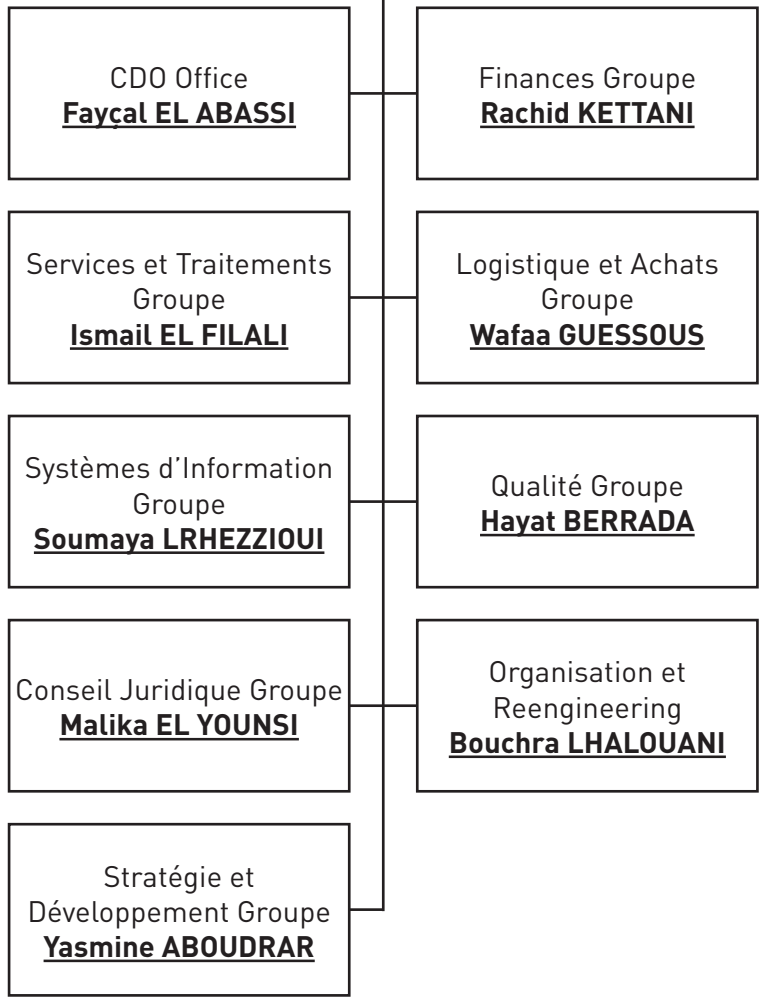 CDO Office
Fayçal EL ABASSI
Finances Groupe
Rachid KETTANI
Services et Traitements
Groupe
Ismail EL FILALI
Logistique et Achats
Groupe
Wafaa GUESSOUS
Systèmes d’Information
Groupe
Soumaya LRHEZZIOUI
Qualité Groupe
Hayat BERRADA
Conseil Juridique Groupe
Malika EL YOUNSI
Organisation et
Reengineering
Bouchra LHALOUANI
Stratégie et
Développement Groupe
Yasmine ABOUDRAR